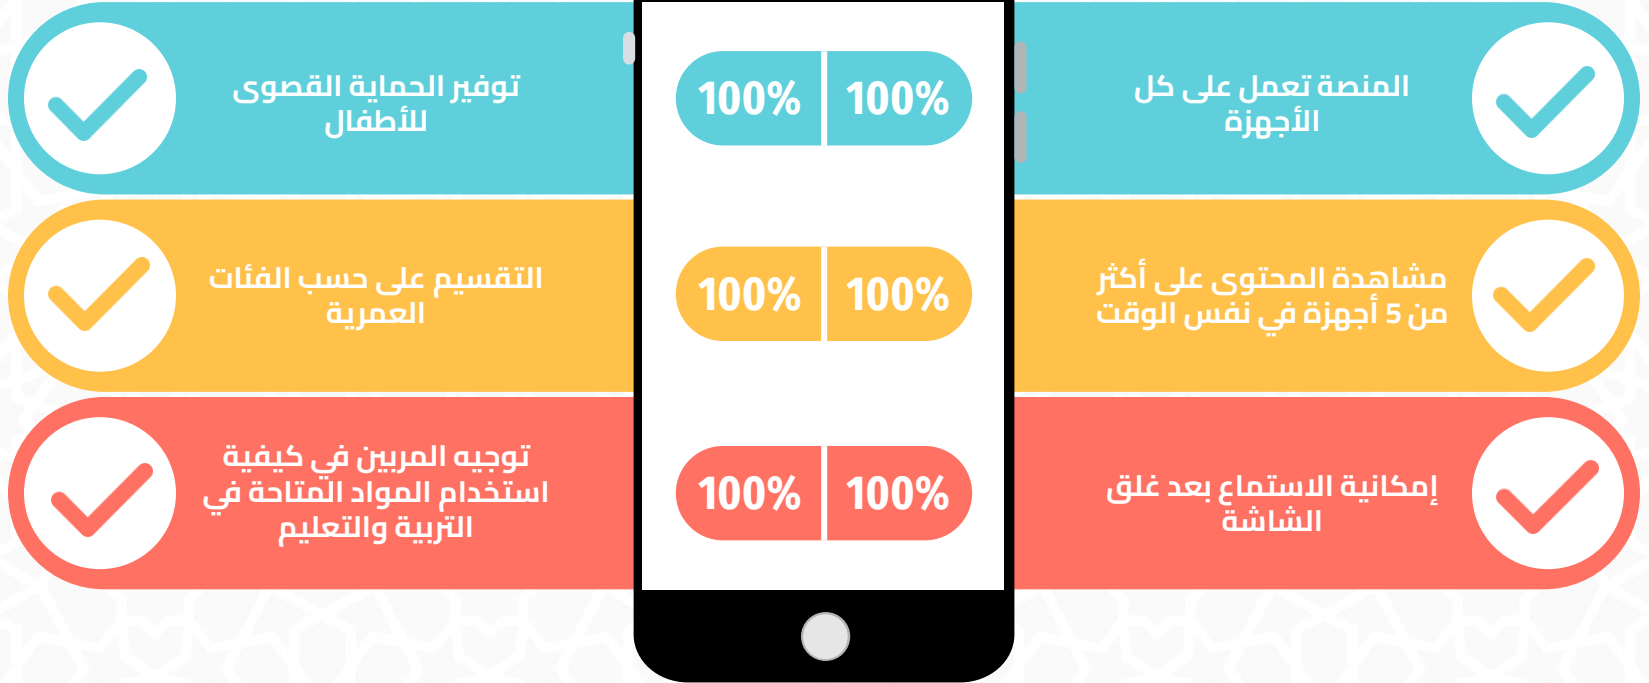 المنصة تعمل على كل
الأجهزة
100% 100%
توفير الحماية القصوى
للأطفال
مشاهدة المحتوى على أكثر
من 5 أجهزة في نفس الوقت
100% 100%
التقسيم على حسب الفئات
العمرية
إمكانية الاستماع بعد غلق
الشاشة
100% 100%
توجيه المربين في كيفية
استخدام المواد المتاحة في
التربية والتعليم